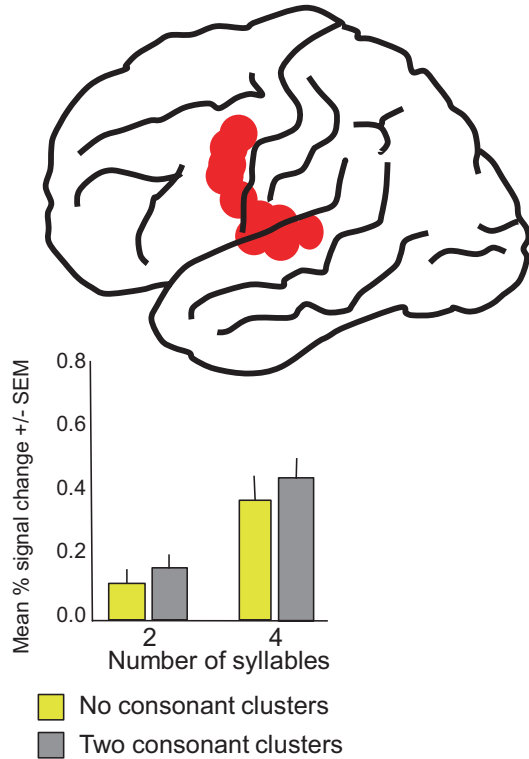 Mean % signal change +/- SEM
0.8
0.6
0.4
0.2
0.0
2 4
Number of syllables
No consonant clusters
Two consonant clusters